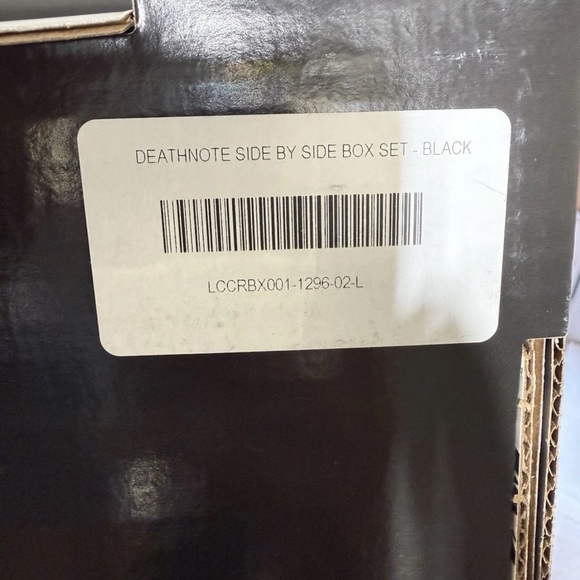 DEATHNOTE SIDE BY SIDE BOX SET - BLACK
LCCRBX001-1296-02-L